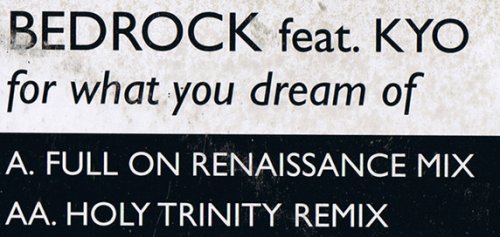 BEDROCK feat. KYO
for what you dream of
A. FULL ON RENAISSANCE MIX
AA. HOLY TRINITY REMIX